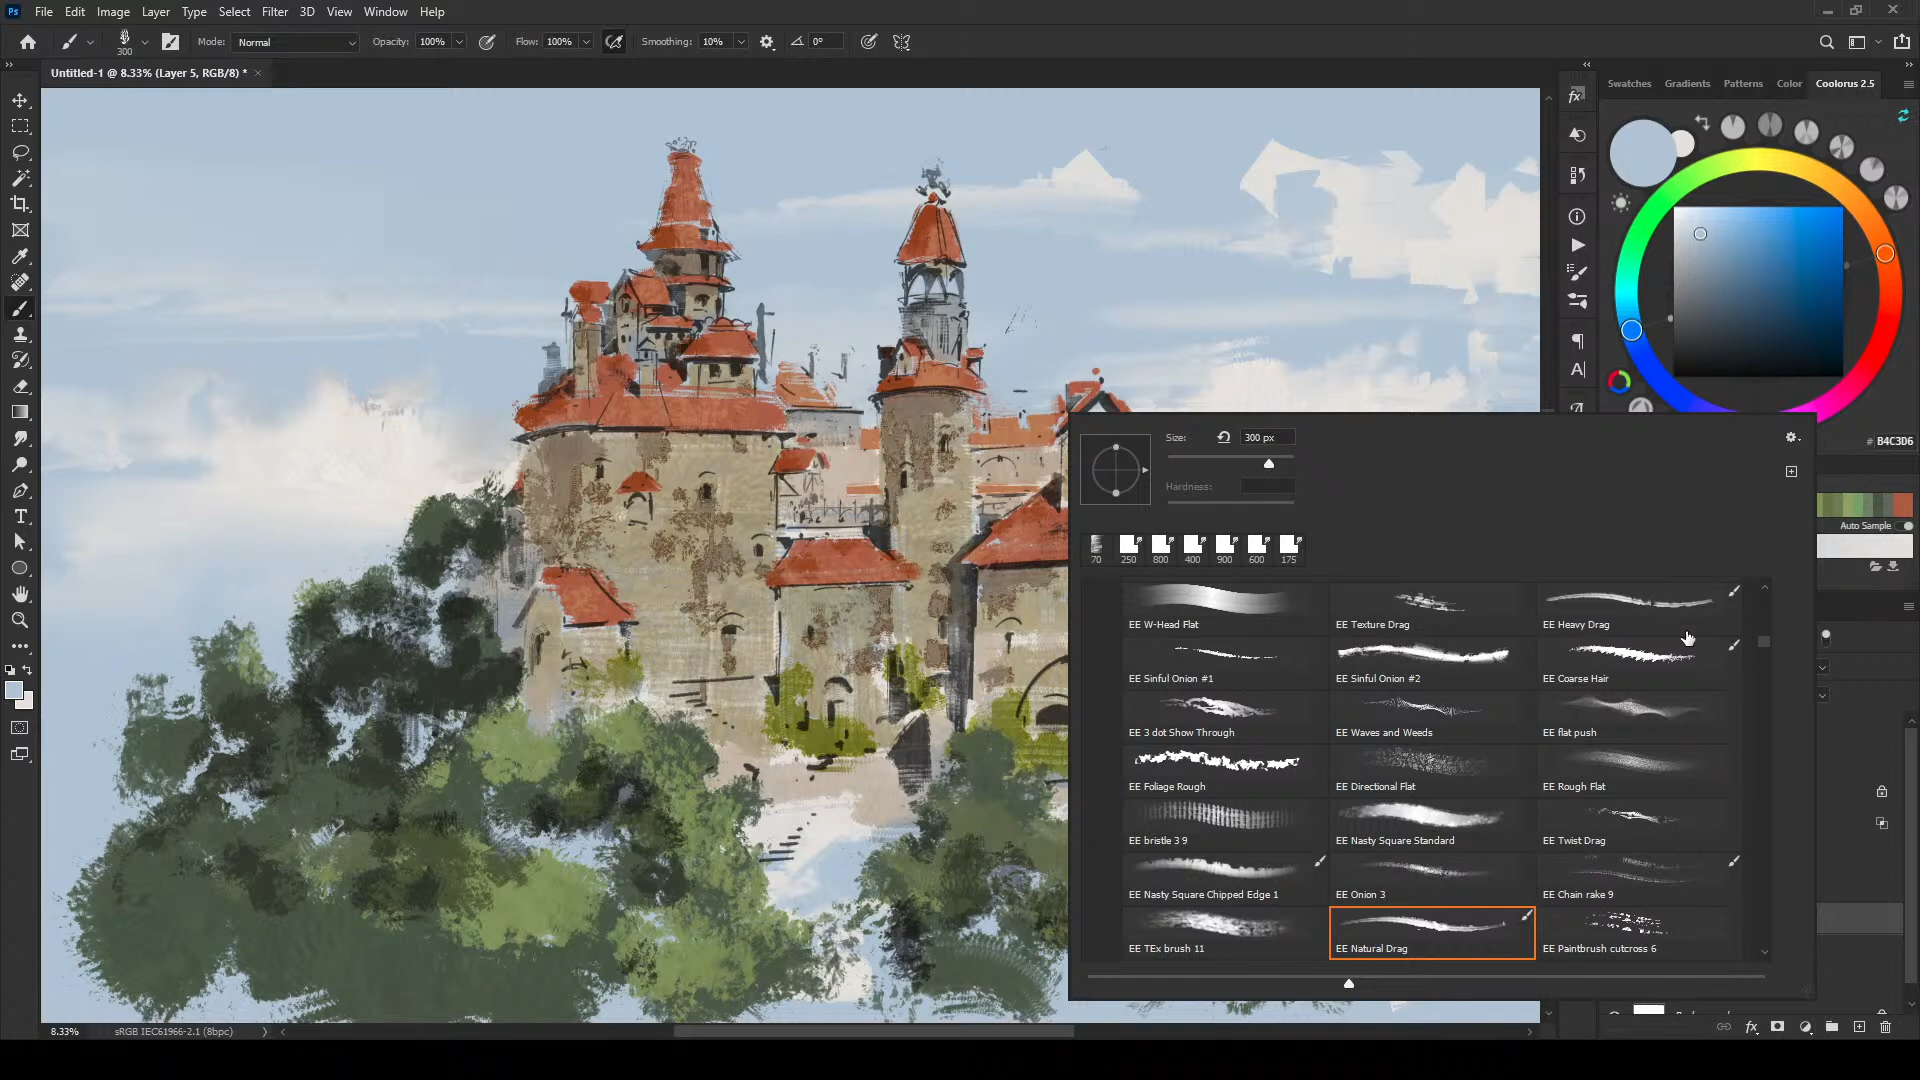 Ps File Edit Image Layer Type Select Filter 3D View Window Help
300 Mode: Normal Opacity: 100% Flow: 100% Smoothing: 10% 0°
Untitled-1 @ 8.33% (Layer 5, RGB/8) * ×
Swatches Gradients Patterns Color Coolorus 2.5
# B4C3D6
Size: 300 px
Hardness:
Auto Sample
70 250 800 400 900 600 175
EE W-Head Flat EE Texture Drag EE Heavy Drag
EE Sinful Onion #1 EE Sinful Onion #2 EE Coarse Hair
EE 3 dot Show Through EE Waves and Weeds EE flat push
EE Foliage Rough EE Directional Flat EE Rough Flat
EE bristle 3 9 EE Nasty Square Standard EE Twist Drag
EE Nasty Square Chipped Edge 1 EE Onion 3 EE Chain rake 9
EE TEx brush 11 EE Natural Drag EE Paintbrush cutcross 6
8.33% sRGB IEC61966-2.1 (8bpc)